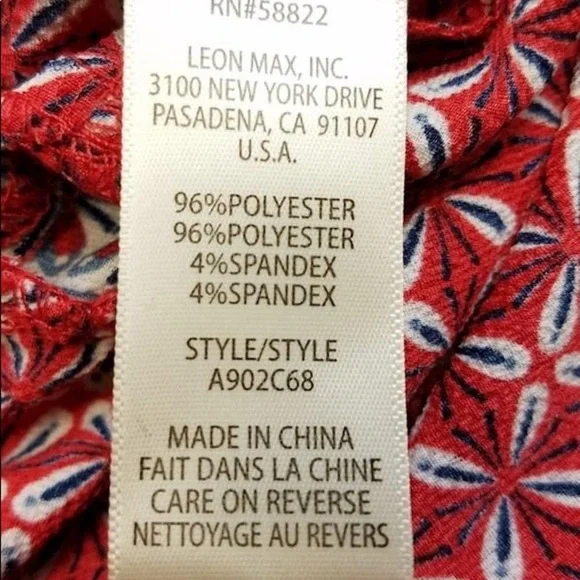 RN#58822
LEON MAX, INC.
3100 NEW YORK DRIVE
PASADENA, CA 91107
U.S.A.
96%POLYESTER
96%POLYESTER
4%SPANDEX
4%SPANDEX
STYLE/STYLE
A902C68
MADE IN CHINA
FAIT DANS LA CHINE
CARE ON REVERSE
NETTOYAGE AU REVERS